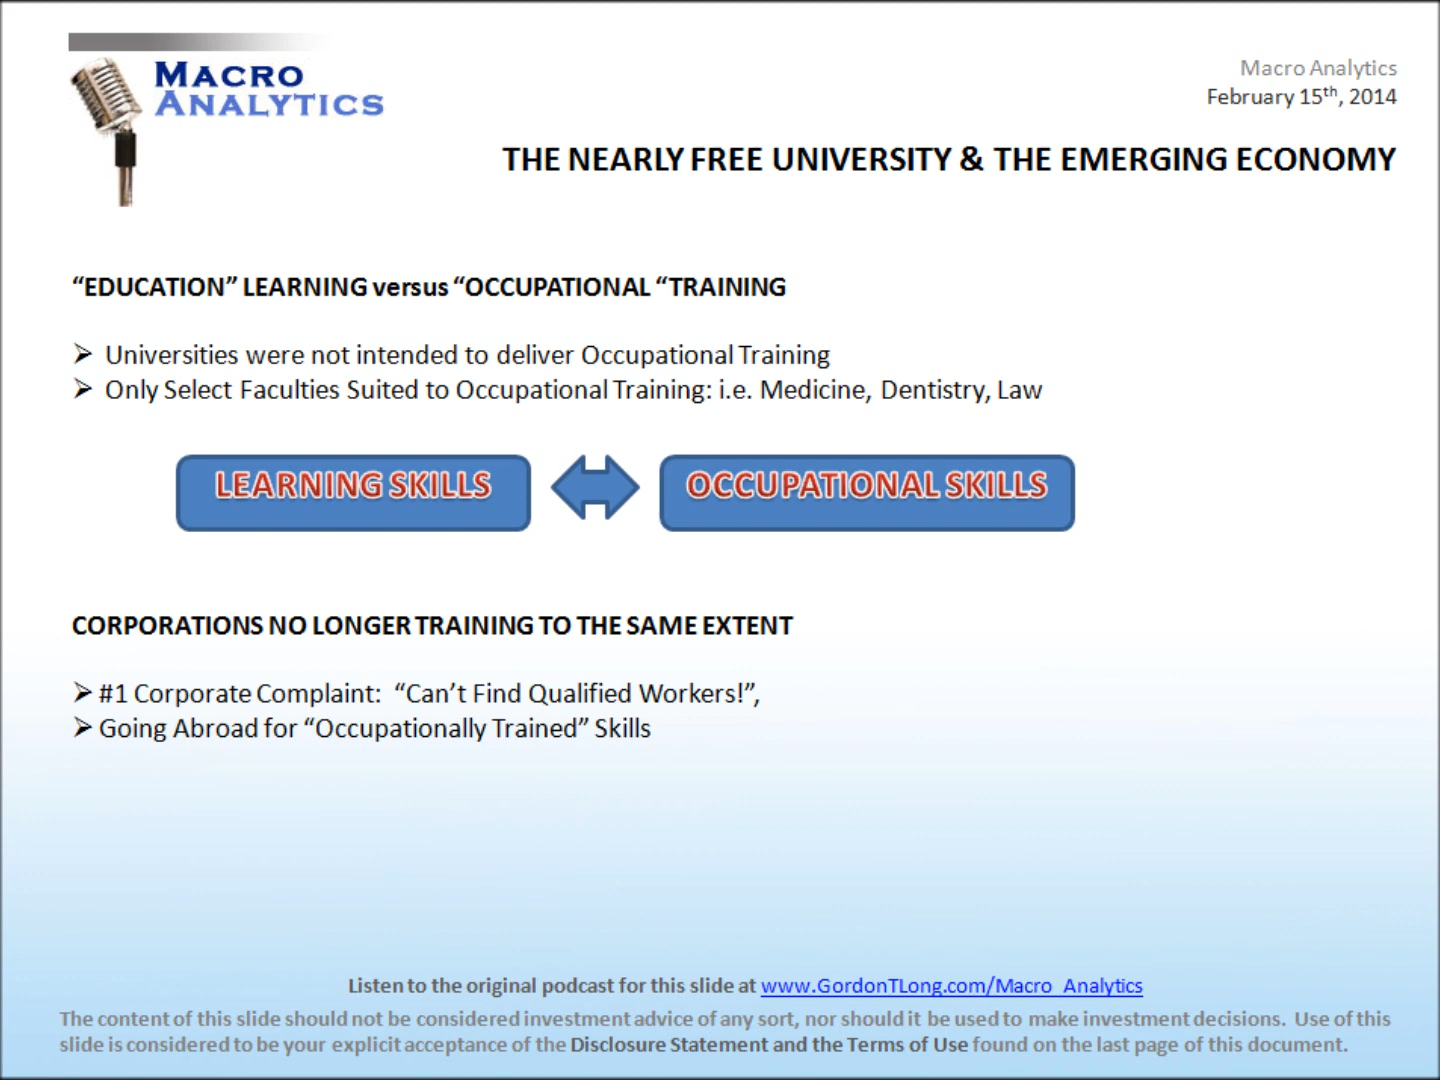 MACRO
ANALYTICS
Macro Analytics
February 15th, 2014
THE NEARLY FREE UNIVERSITY & THE EMERGING ECONOMY
“EDUCATION” LEARNING versus “OCCUPATIONAL “TRAINING
➢ Universities were not intended to deliver Occupational Training
➢ Only Select Faculties Suited to Occupational Training: i.e. Medicine, Dentistry, Law
LEARNING SKILLS OCCUPATIONAL SKILLS
CORPORATIONS NO LONGER TRAINING TO THE SAME EXTENT
➢ #1 Corporate Complaint: “Can’t Find Qualified Workers!”,
➢ Going Abroad for “Occupationally Trained” Skills
Listen to the original podcast for this slide at www.GordonTLong.com/Macro_Analytics
The content of this slide should not be considered investment advice of any sort, nor should it be used to make investment decisions. Use of this
slide is considered to be your explicit acceptance of the Disclosure Statement and the Terms of Use found on the last page of this document.